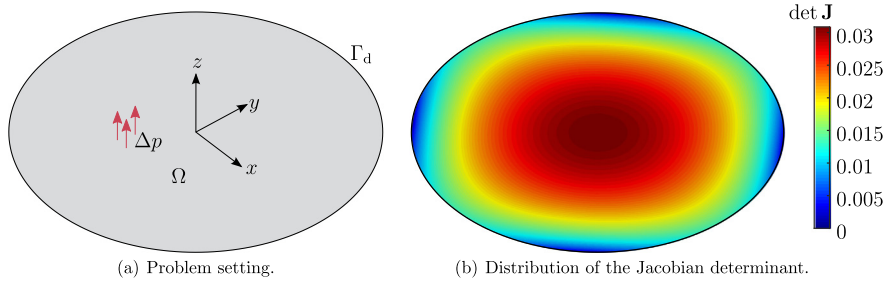 Γd
z
y
Δp
x
Ω
(a) Problem setting.
det J
0.03
0.025
0.02
0.015
0.01
0.005
0
(b) Distribution of the Jacobian determinant.